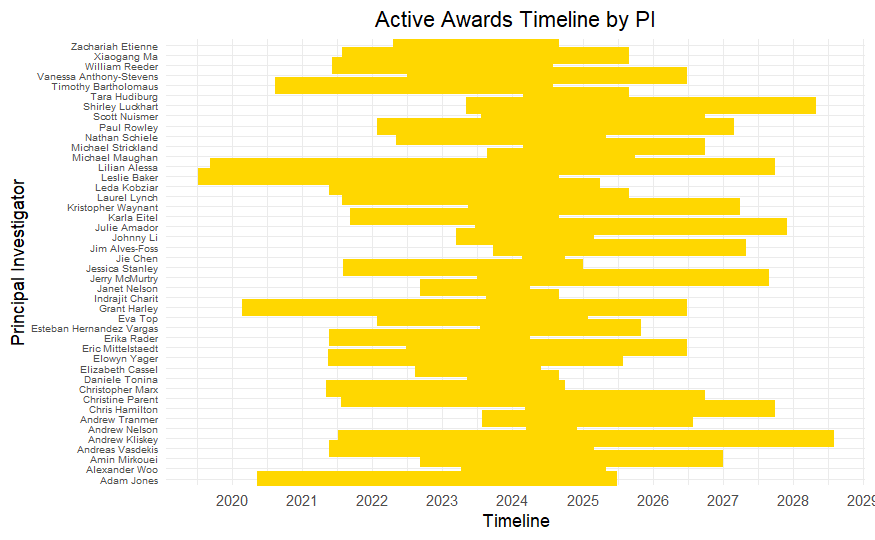 Active Awards Timeline by PI
Principal Investigator
Zachariah Etienne
Xiaogang Ma
William Reeder
Vanessa Anthony-Stevens
Timothy Bartholomaus
Tara Hudiburg
Shirley Luckhart
Scott Nuismer
Paul Rowley
Nathan Schiele
Michael Strickland
Michael Maughan
Lilian Alessa
Leslie Baker
Leda Kobziar
Laurel Lynch
Kristopher Waynant
Karla Eitel
Julie Amador
Johnny Li
Jim Alves-Foss
Jie Chen
Jessica Stanley
Jerry McMurtry
Janet Nelson
Indrajit Charit
Grant Harley
Eva Top
Esteban Hernandez Vargas
Erika Rader
Eric Mittelstaedt
Elowyn Yager
Elizabeth Cassel
Daniele Tonina
Christopher Marx
Christine Parent
Chris Hamilton
Andrew Tranmer
Andrew Nelson
Andrew Kliskey
Andreas Vasdekis
Amin Mirkouei
Alexander Woo
Adam Jones
2020 2021 2022 2023 2024 2025 2026 2027 2028 2029
Timeline